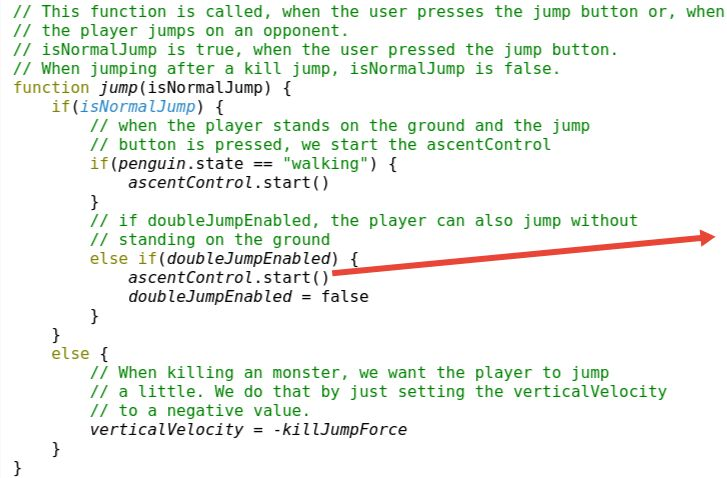 // This function is called, when the user presses the jump button or, when
// the player jumps on an opponent.
// isNormalJump is true, when the user pressed the jump button.
// When jumping after a kill jump, isNormalJump is false.
function jump(isNormalJump) {
    if(isNormalJump) {
        // when the player stands on the ground and the jump
        // button is pressed, we start the ascentControl
        if(penguin.state == "walking") {
            ascentControl.start()
        }
        // if doubleJumpEnabled, the player can also jump without
        // standing on the ground
        else if(doubleJumpEnabled) {
            ascentControl.start()
            doubleJumpEnabled = false
        }
    }
    else {
        // When killing an monster, we want the player to jump
        // a little. We do that by just setting the verticalVelocity
        // to a negative value.
        verticalVelocity = -killJumpForce
    }
}